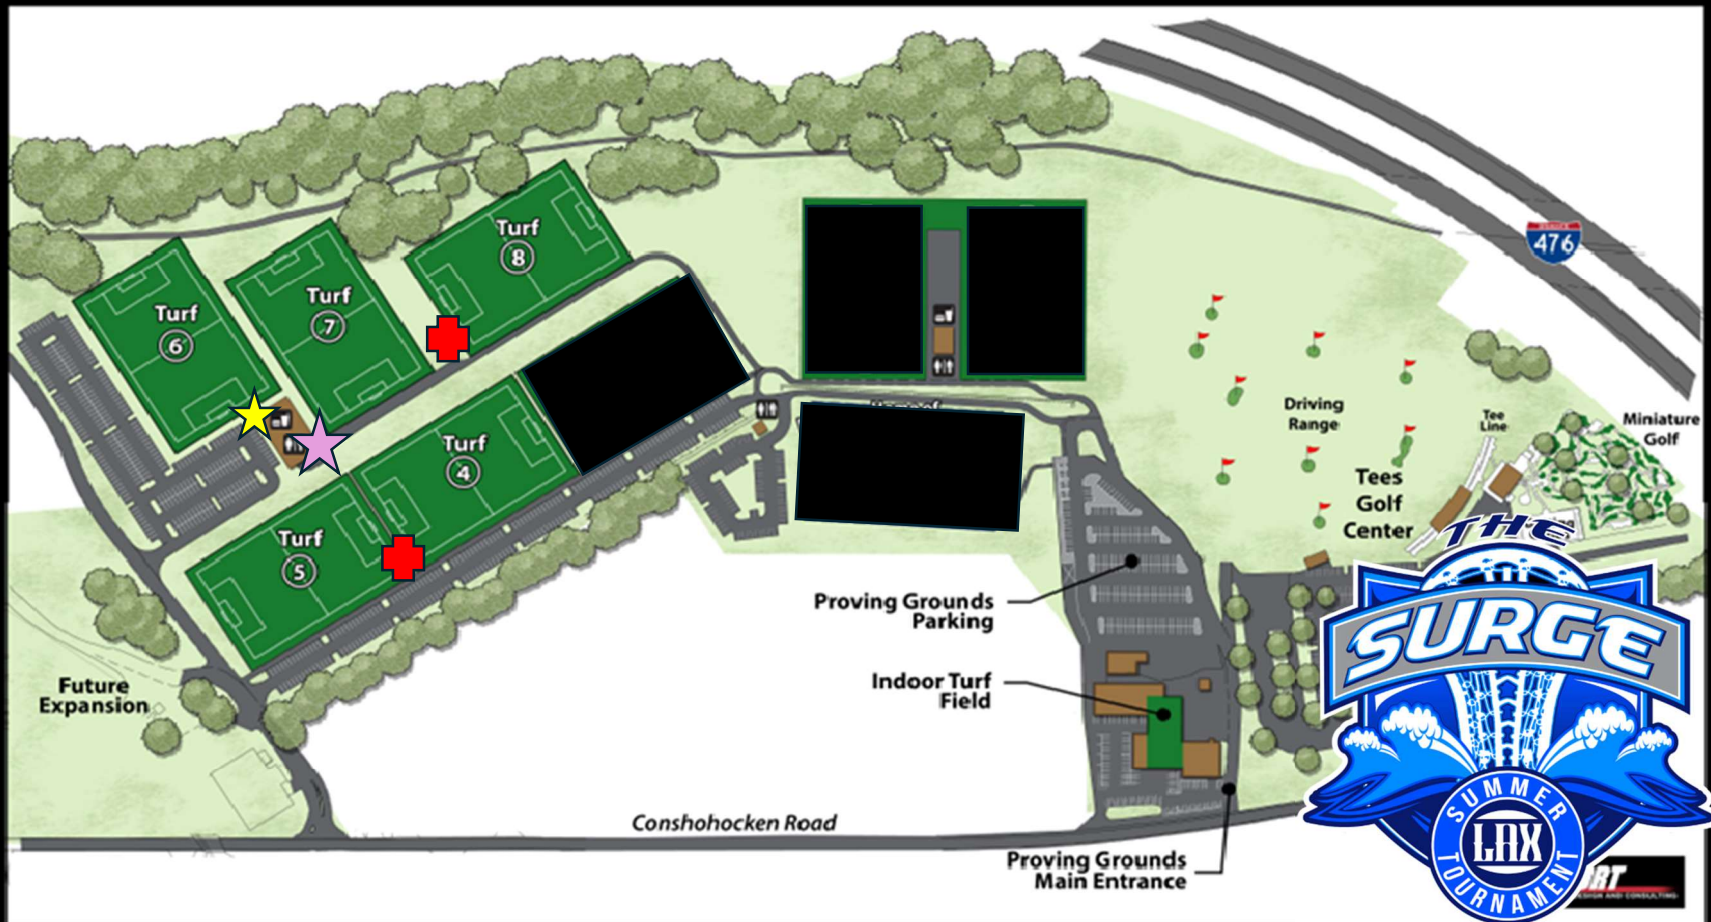 476
Turf
8
Turf
7
Turf
6
Turf
4
Turf
5
Driving
Range
Tee
Line
Miniature
Golf
Tees
Golf
Center
Proving Grounds
Parking
Indoor Turf
Field
Future
Expansion
Conshohocken Road
Proving Grounds
Main Entrance
THE
SURGE
SUMMER
LAX
TOURNAMENT